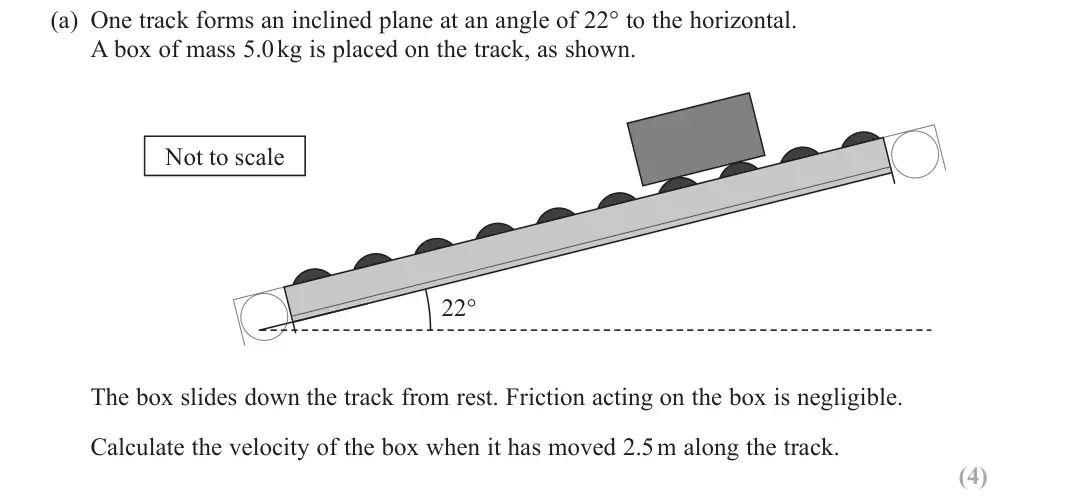 (a) One track forms an inclined plane at an angle of 22° to the horizontal.
A box of mass 5.0 kg is placed on the track, as shown.
Not to scale
22°
The box slides down the track from rest. Friction acting on the box is negligible.
Calculate the velocity of the box when it has moved 2.5 m along the track.
(4)